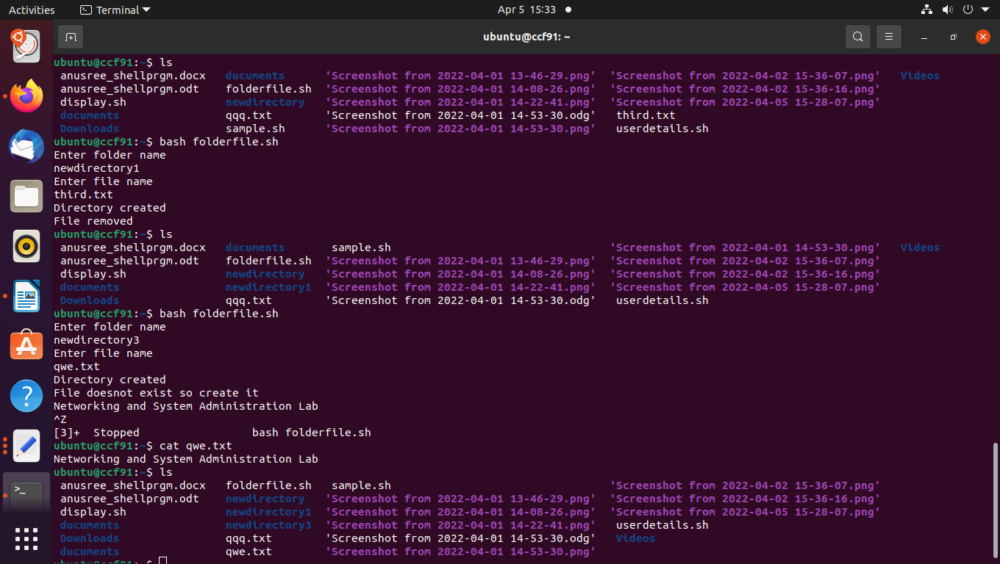 Activities Terminal Apr 5 15:33
ubuntu@ccf91: ~
ubuntu@ccf91:~$ ls
anusree_shellprgm.docx ducuments 'Screenshot from 2022-04-01 13-46-29.png' 'Screenshot from 2022-04-02 15-36-07.png' Videos
anusree_shellprgm.odt folderfile.sh 'Screenshot from 2022-04-01 14-08-26.png' 'Screenshot from 2022-04-02 15-36-16.png'
display.sh newdirectory 'Screenshot from 2022-04-01 14-22-41.png' 'Screenshot from 2022-04-05 15-28-07.png'
documents qqq.txt 'Screenshot from 2022-04-01 14-53-30.odg' third.txt
Downloads sample.sh 'Screenshot from 2022-04-01 14-53-30.png' userdetails.sh
ubuntu@ccf91:~$ bash folderfile.sh
Enter folder name
newdirectory1
Enter file name
third.txt
Directory created
File removed
ubuntu@ccf91:~$ ls
anusree_shellprgm.docx ducuments sample.sh 'Screenshot from 2022-04-01 14-53-30.png' Videos
anusree_shellprgm.odt folderfile.sh 'Screenshot from 2022-04-01 13-46-29.png' 'Screenshot from 2022-04-02 15-36-07.png'
display.sh newdirectory 'Screenshot from 2022-04-01 14-08-26.png' 'Screenshot from 2022-04-02 15-36-16.png'
documents newdirectory1 'Screenshot from 2022-04-01 14-22-41.png' 'Screenshot from 2022-04-05 15-28-07.png'
Downloads qqq.txt 'Screenshot from 2022-04-01 14-53-30.odg' userdetails.sh
ubuntu@ccf91:~$ bash folderfile.sh
Enter folder name
newdirectory3
Enter file name
qwe.txt
Directory created
File doesnot exist so create it
Networking and System Administration Lab
^Z
[3]+ Stopped bash folderfile.sh
ubuntu@ccf91:~$ cat qwe.txt
Networking and System Administration Lab
ubuntu@ccf91:~$ ls
anusree_shellprgm.docx folderfile.sh sample.sh 'Screenshot from 2022-04-02 15-36-07.png'
anusree_shellprgm.odt newdirectory 'Screenshot from 2022-04-01 13-46-29.png' 'Screenshot from 2022-04-02 15-36-16.png'
display.sh newdirectory1 'Screenshot from 2022-04-01 14-08-26.png' 'Screenshot from 2022-04-05 15-28-07.png'
documents newdirectory3 'Screenshot from 2022-04-01 14-22-41.png' userdetails.sh
Downloads qqq.txt 'Screenshot from 2022-04-01 14-53-30.odg' Videos
ducuments qwe.txt 'Screenshot from 2022-04-01 14-53-30.png'
ubuntu@ccf91:~$